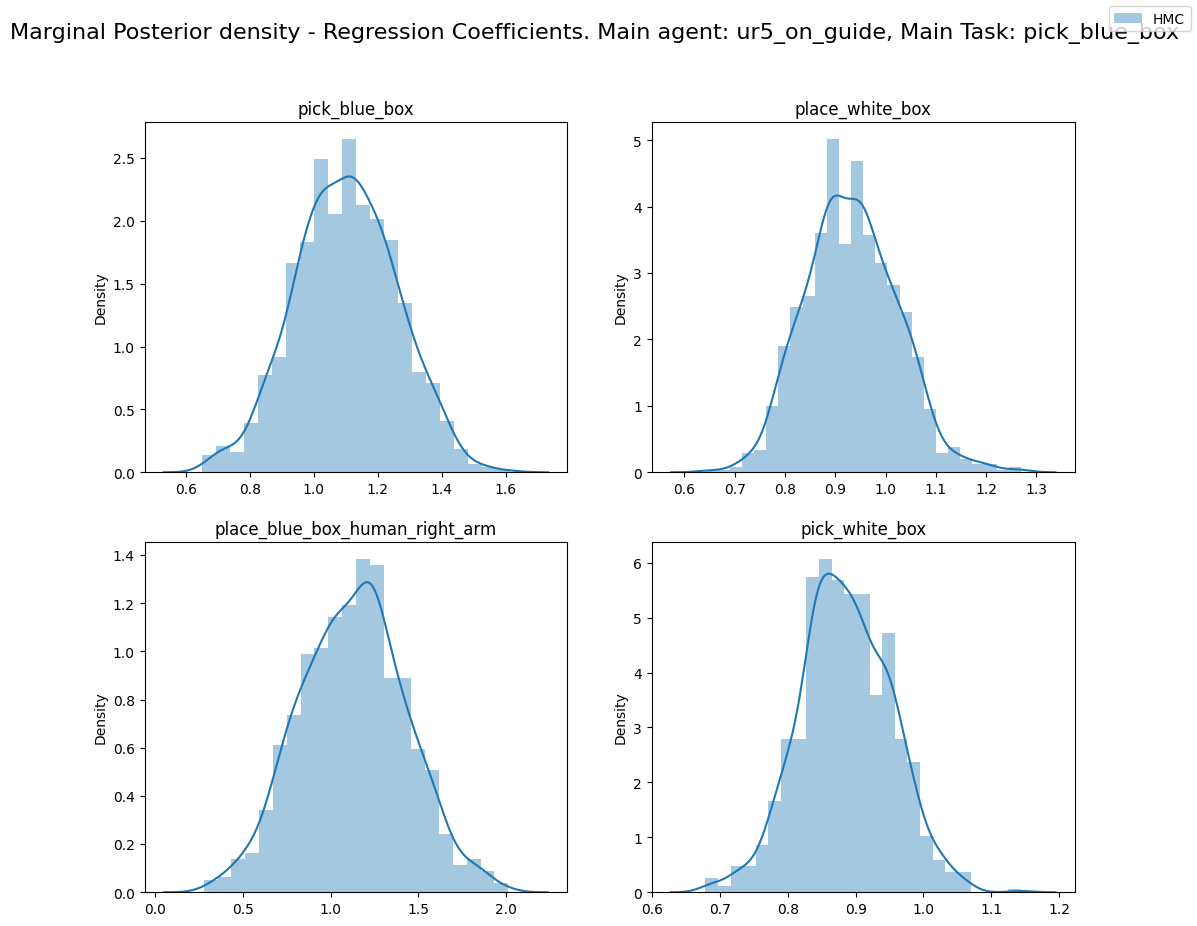 HMC
Marginal Posterior density - Regression Coefficients. Main agent: ur5_on_guide, Main Task: pick_blue_box
pick_blue_box
Density
2.5
2.0
1.5
1.0
0.5
0.0
0.6 0.8 1.0 1.2 1.4 1.6
place_white_box
Density
5
4
3
2
1
0
0.6 0.7 0.8 0.9 1.0 1.1 1.2 1.3
place_blue_box_human_right_arm
Density
1.4
1.2
1.0
0.8
0.6
0.4
0.2
0.0
0.0 0.5 1.0 1.5 2.0
pick_white_box
Density
6
5
4
3
2
1
0
0.6 0.7 0.8 0.9 1.0 1.1 1.2